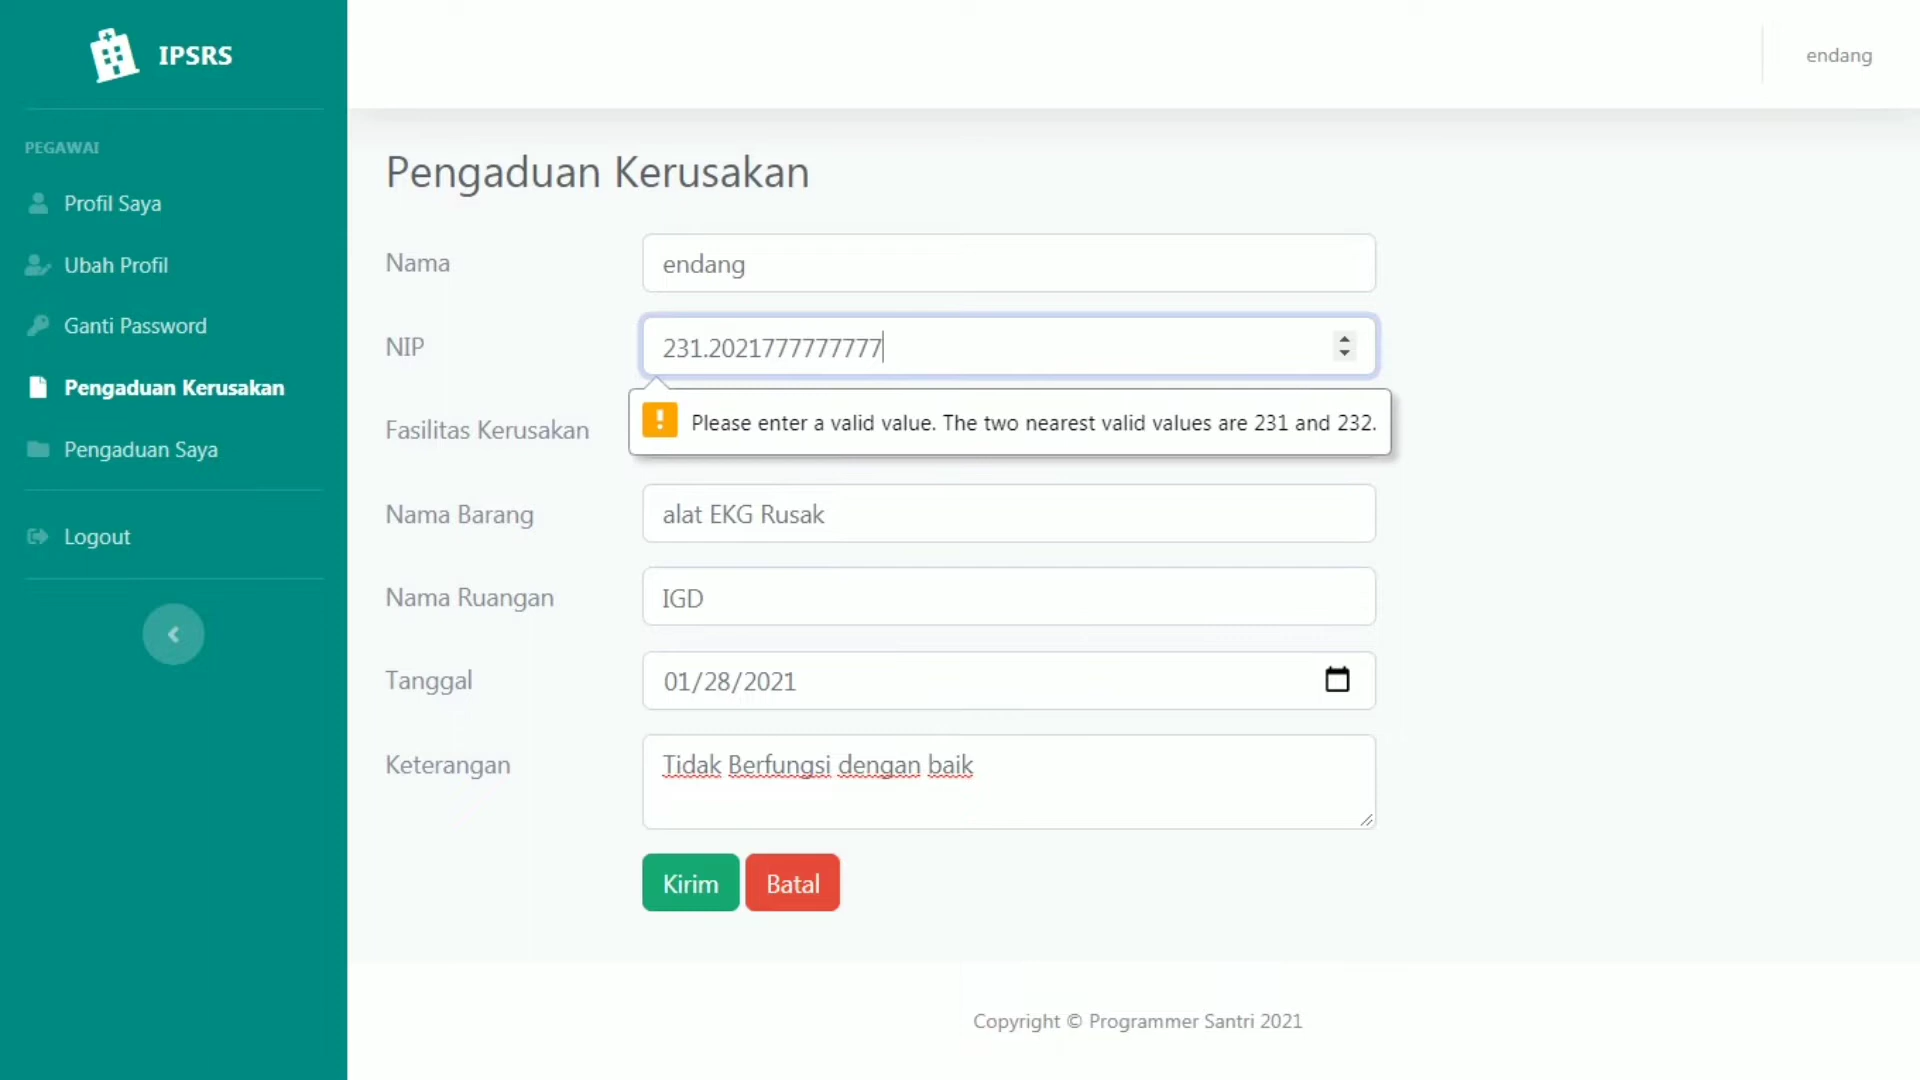 IPSRS
endang
PEGAWAI
Profil Saya
Ubah Profil
Ganti Password
Pengaduan Kerusakan
Pengaduan Saya
Logout
Pengaduan Kerusakan
Nama
endang
NIP
231.2021777777777
Please enter a valid value. The two nearest valid values are 231 and 232.
Fasilitas Kerusakan
Nama Barang
alat EKG Rusak
Nama Ruangan
IGD
Tanggal
01/28/2021
Keterangan
Tidak Berfungsi dengan baik
Kirim
Batal
Copyright © Programmer Santri 2021